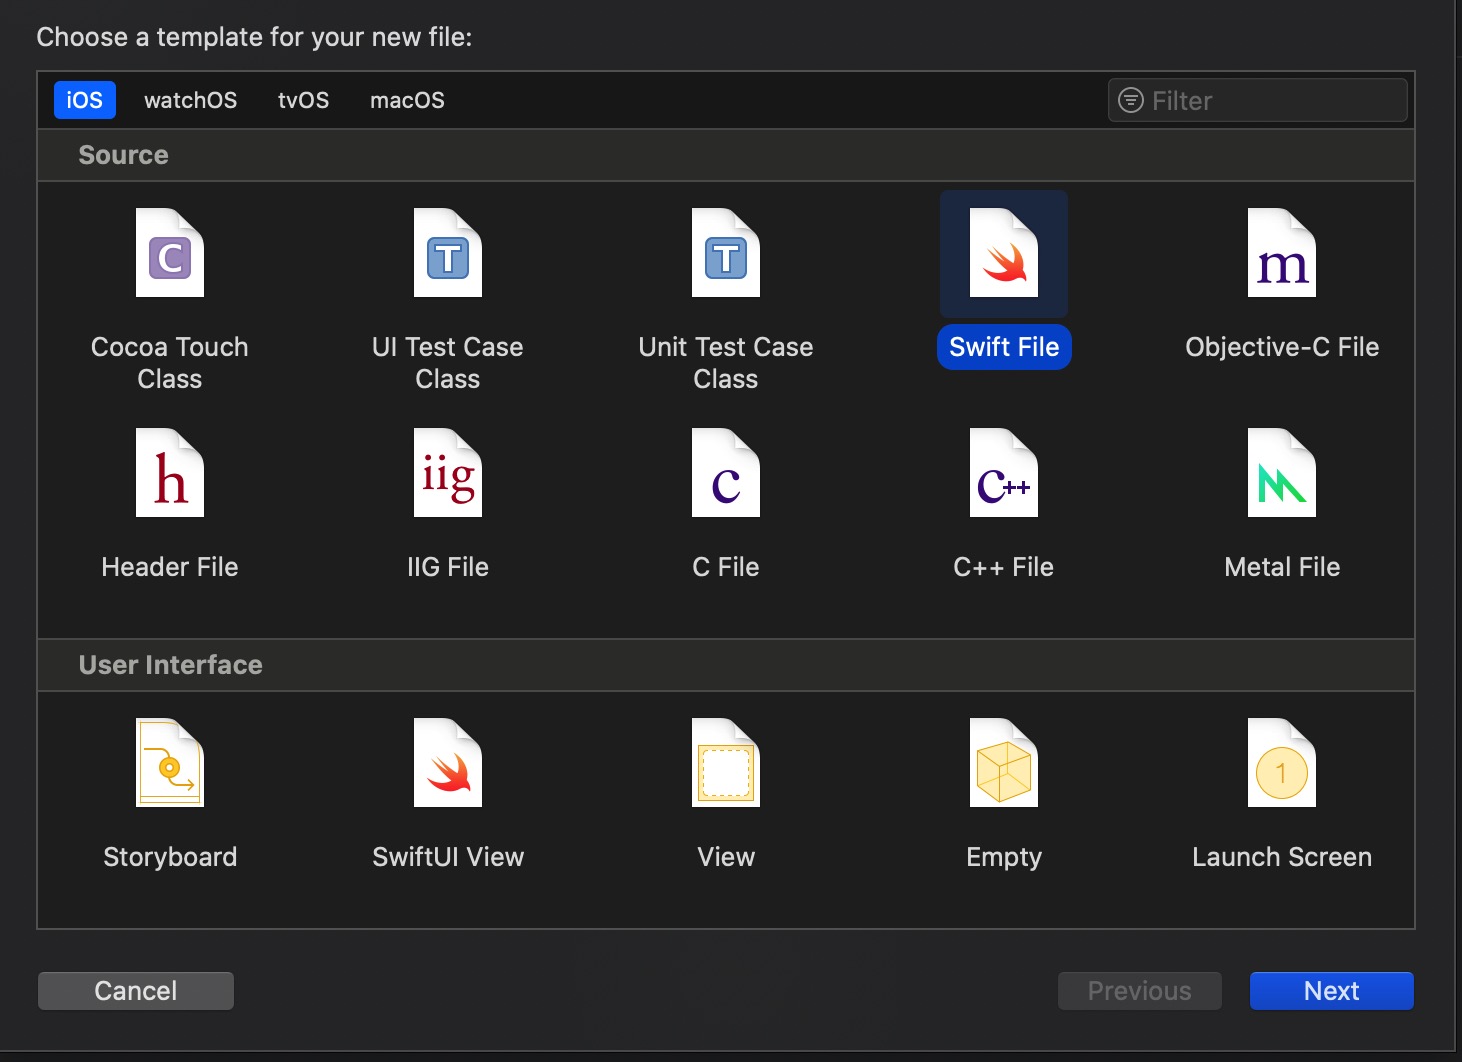 Choose a template for your new file:
iOS watchOS tvOS macOS Filter
Source
C T T m
Cocoa Touch Class UI Test Case Class Unit Test Case Class Swift File Objective-C File
h iig c C++
Header File IIG File C File C++ File Metal File
User Interface
1
Storyboard SwiftUI View View Empty Launch Screen
Cancel Previous Next